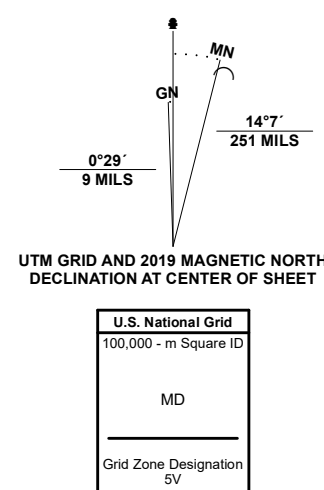 MN
GN
14°7´
251 MILS
0°29´
9 MILS
UTM GRID AND 2019 MAGNETIC NORTH
DECLINATION AT CENTER OF SHEET
U.S. National Grid
100,000 - m Square ID
MD
Grid Zone Designation
5V